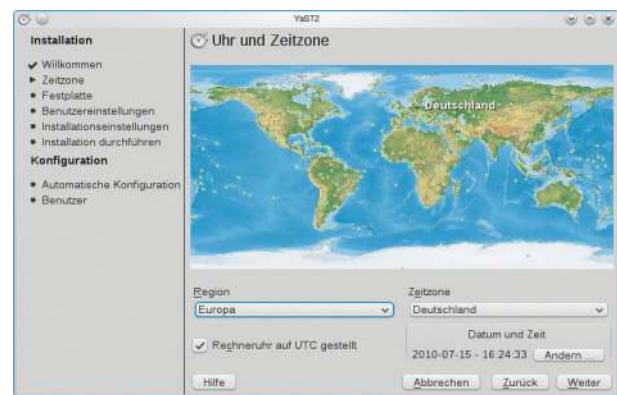 YaST2
Installation
Willkommen
Zeitzone
Festplatte
Benutzereinstellungen
Installationseinstellungen
Installation durchführen
Konfiguration
Automatische Konfiguration
Benutzer
Uhr und Zeitzone
Deutschland
Region
Europa
Zeitzone
Deutschland
Rechneruhr auf UTC gestellt
Datum und Zeit
2010-07-15 - 16:24:33 Ändern ...
Hilfe Abbrechen Zurück Weiter